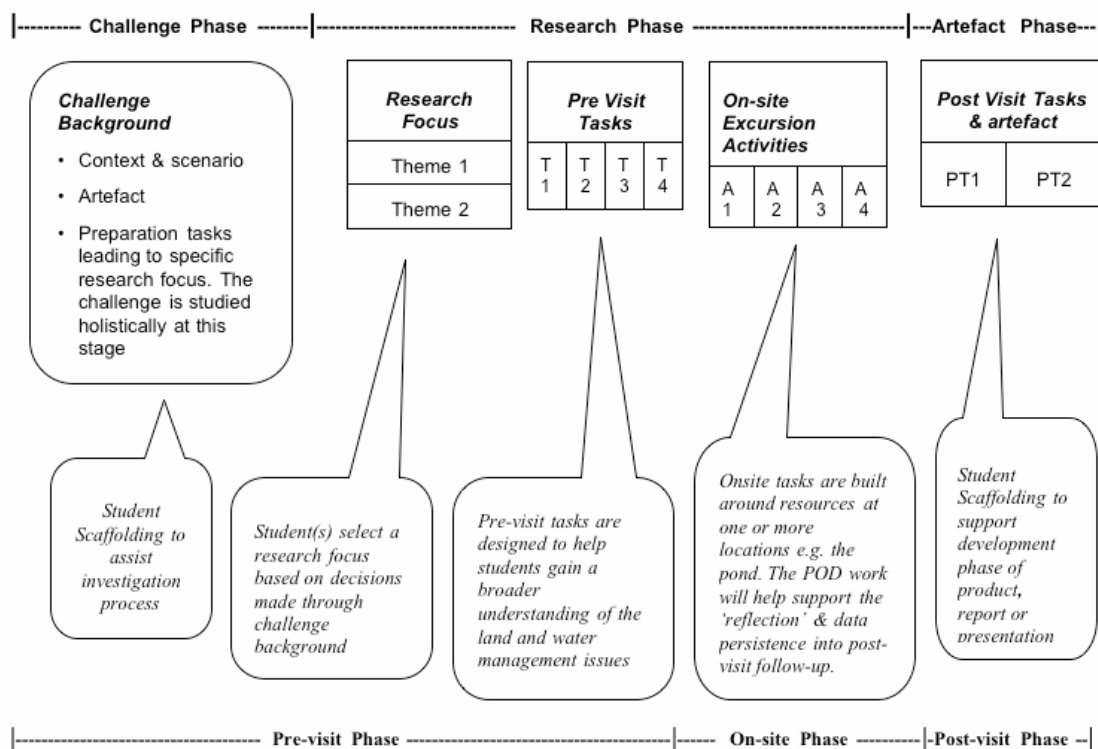 |---------- Challenge Phase -------|------------------------- Research Phase -------------------------|--Artefact Phase---
Challenge
Background
• Context & scenario
• Artefact
• Preparation tasks
leading to specific
research focus. The
challenge is studied
holistically at this
stage
Research
Focus
Theme 1
Theme 2
Pre Visit
Tasks
T
1
T
2
T
3
T
4
On-site
Excursion
Activities
A
1
A
2
A
3
A
4
Post Visit Tasks
& artefact
PT1
PT2
Student
Scaffolding to
assist
investigation
process
Student(s) select a
research focus
based on decisions
made through
challenge
background
Pre-visit tasks are
designed to help
students gain a
broader
understanding of the
land and water
management issues
Onsite tasks are built
around resources at
one or more
locations e.g. the
pond. The POD work
will help support the
‘reflection’ & data
persistence into post-
visit follow-up.
Student
Scaffolding to
support
development
phase of
product,
report or
presentation
|-------------------------------- Pre-visit Phase ----------------------------------|------ On-site Phase --------|-Post-visit Phase --|